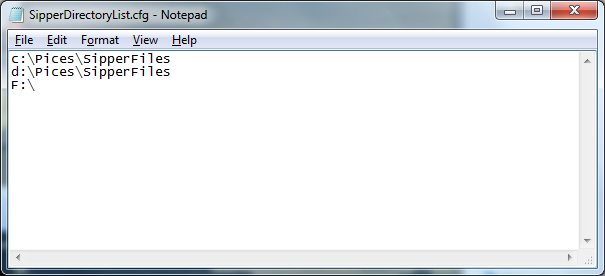 SipperDirectoryList.cfg - Notepad
File Edit Format View Help
c:\Pices\SipperFiles
d:\Pices\SipperFiles
F:\